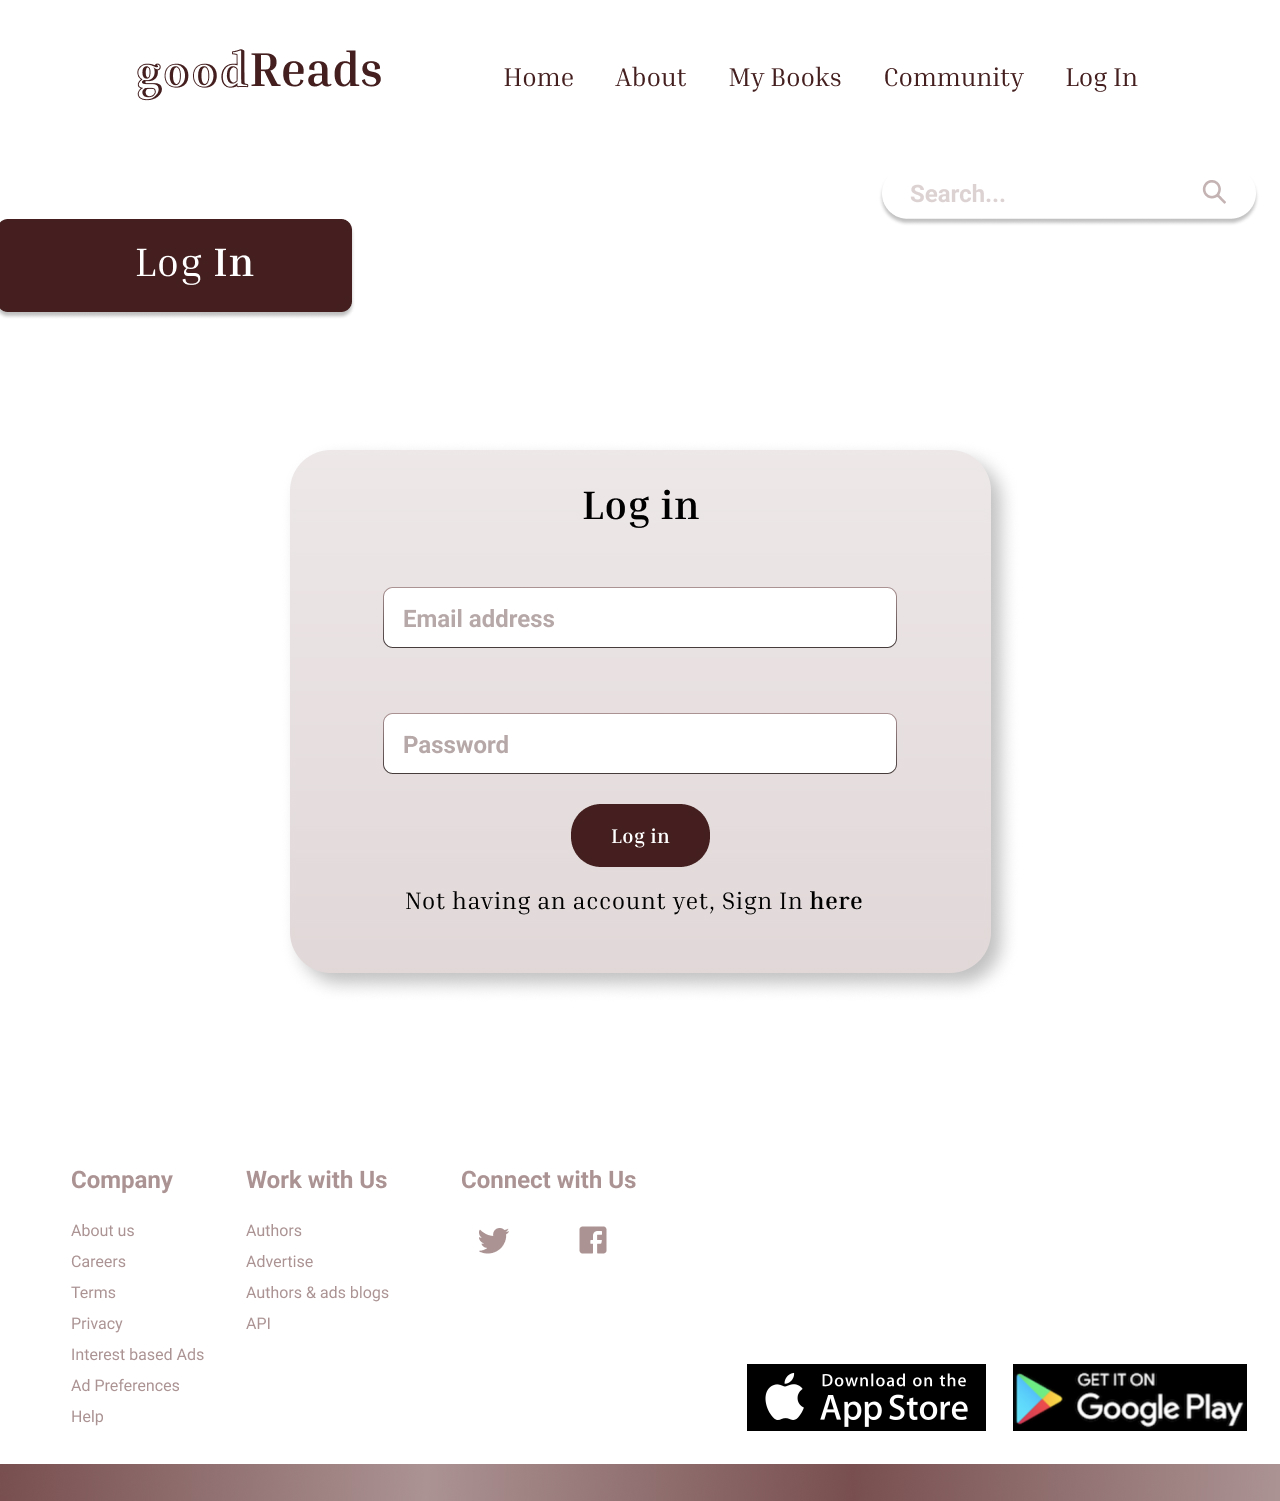 goodReads
Home About My Books Community Log In
Search...
Log In
Log in
Email address
Password
Log in
Not having an account yet, Sign In here
Company
About us
Careers
Terms
Privacy
Interest based Ads
Ad Preferences
Help
Work with Us
Authors
Advertise
Authors & ads blogs
API
Connect with Us
Download on the
App Store
GET IT ON
Google Play